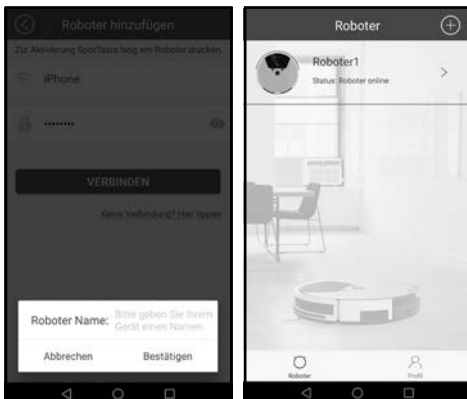 Roboter hinzufügen
Zur Aktivierung SpotTaste lang am Roboter drücken.
iPhone
••••••••
VERBINDEN
Keine Verbindung? Hier tippen
Roboter Name:
Bitte geben Sie Ihrem
Gerät einen Namen
Abbrechen
Bestätigen
Roboter
Roboter1
Status: Roboter online
Roboter
Profil